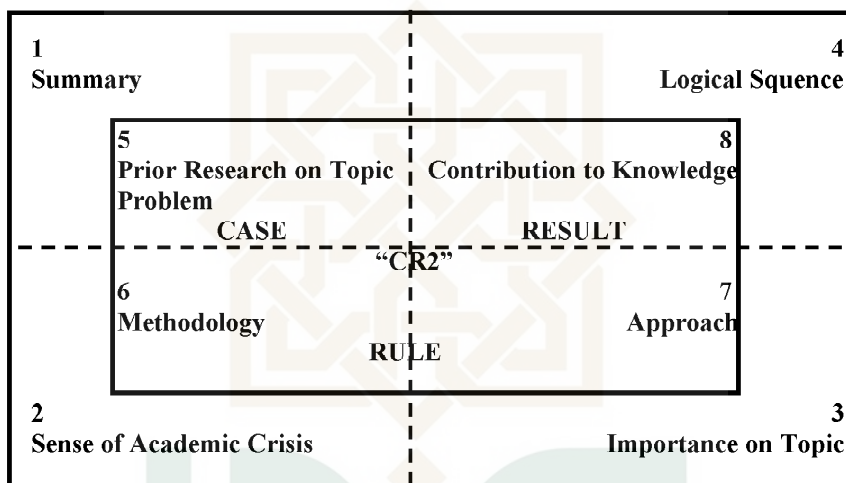 1
Summary
4
Logical Squence
5
Prior Research on Topic
Problem
CASE
8
Contribution to Knowledge
RESULT
“CR2”
6
Methodology
7
Approach
RULE
2
Sense of Academic Crisis
3
Importance on Topic